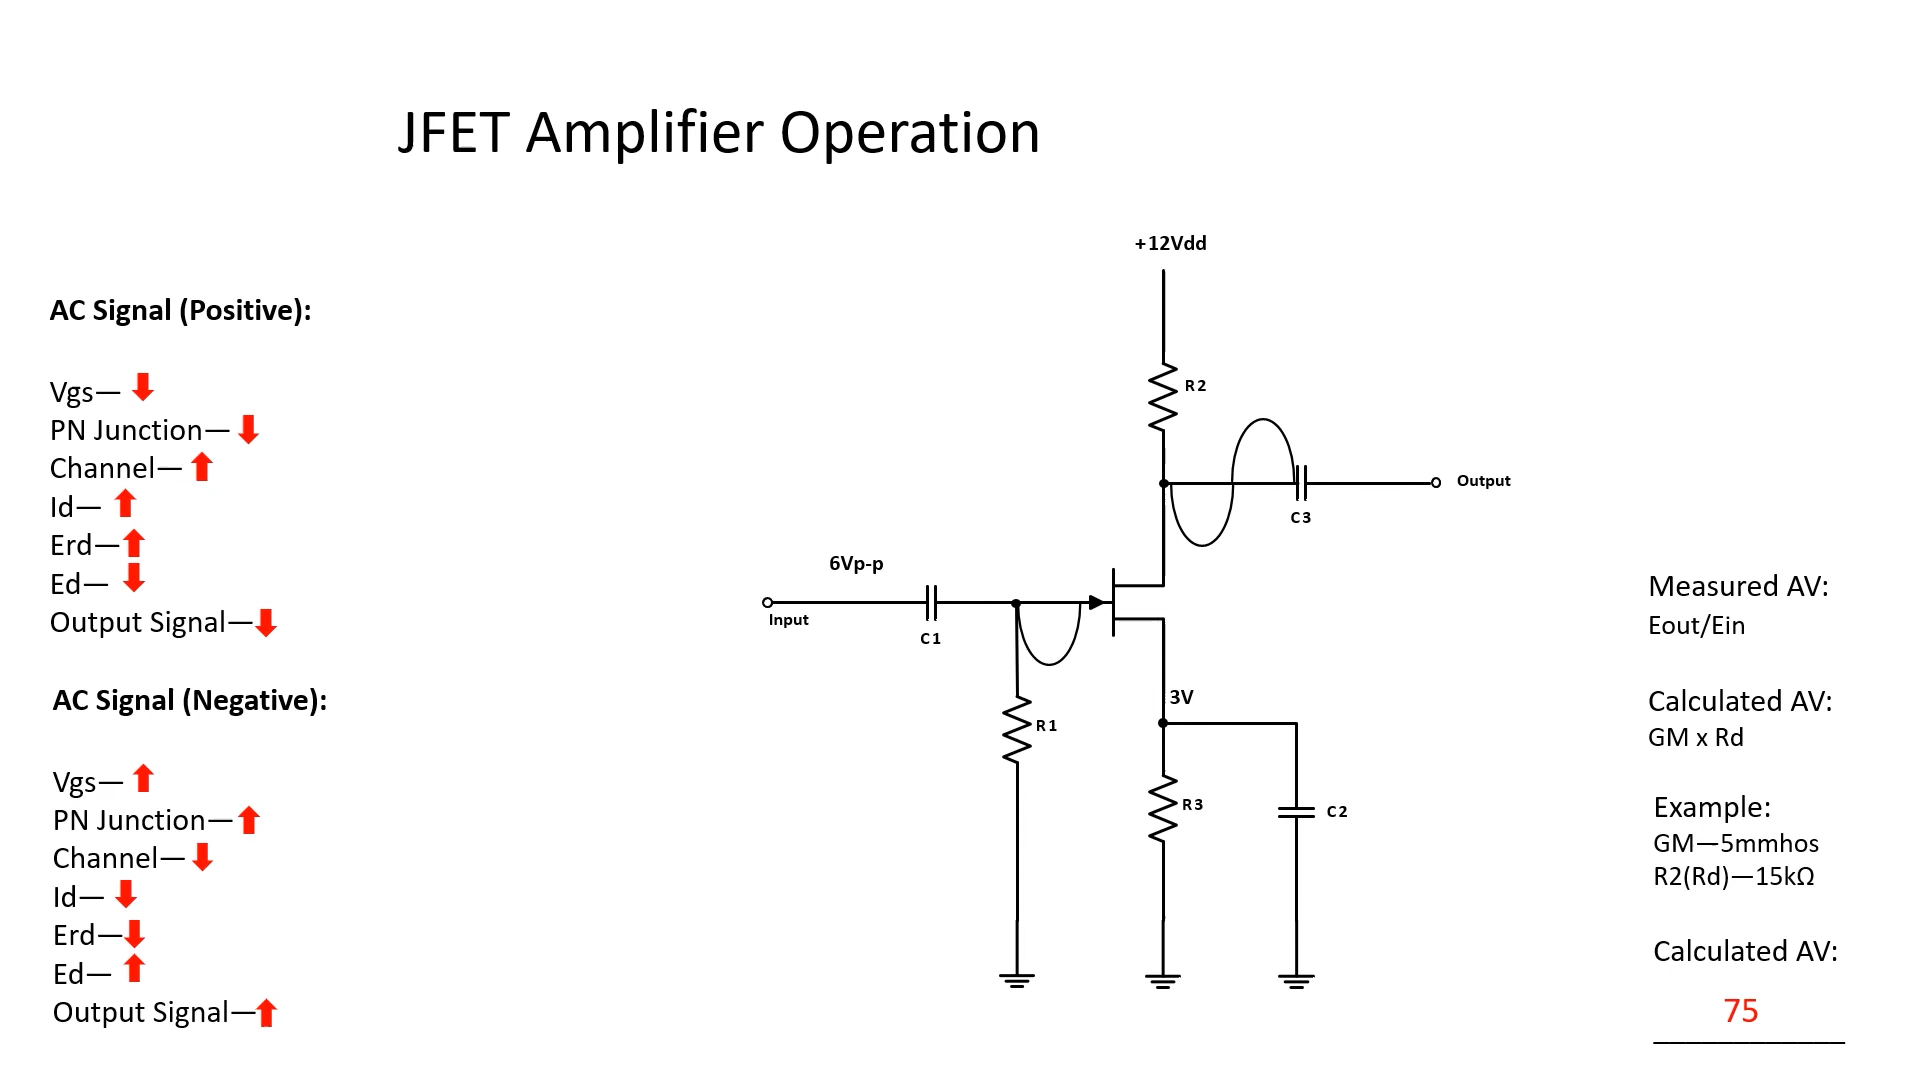 JFET Amplifier Operation
AC Signal (Positive):
Vgs—
PN Junction—
Channel—
Id—
Erd—
Ed—
Output Signal—
AC Signal (Negative):
Vgs—
PN Junction—
Channel—
Id—
Erd—
Ed—
Output Signal—
+12Vdd
R2
Output
C3
6Vp-p
Input
C1
3V
R1
R3
C2
Measured AV:
Eout/Ein
Calculated AV:
GM x Rd
Example:
GM—5mmhos
R2(Rd)—15kΩ
Calculated AV:
75